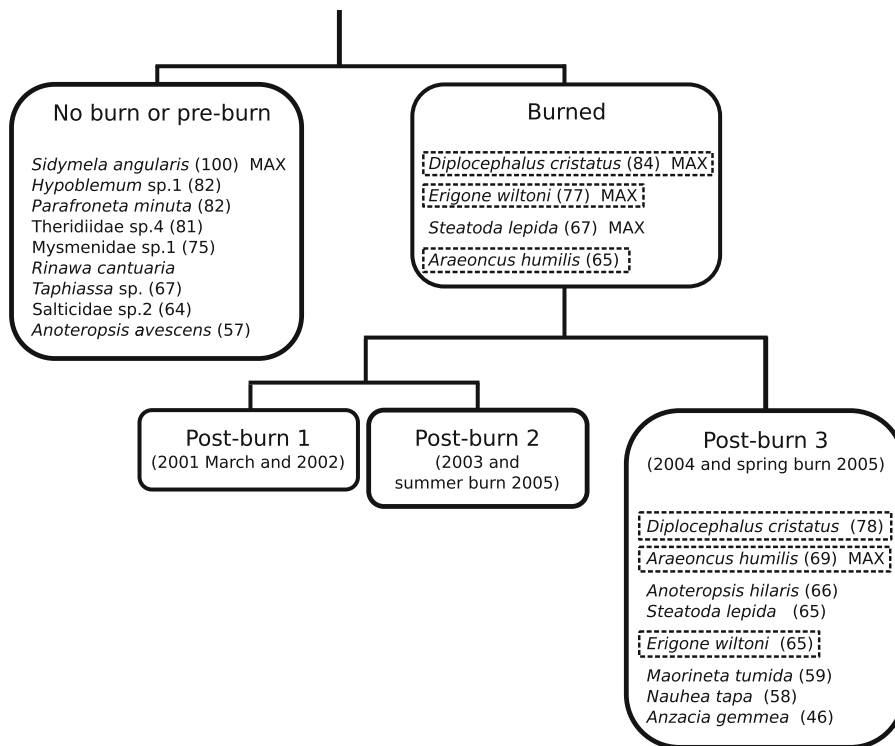 No burn or pre-burn
Sidymela angularis (100) MAX
Hypoblemum sp.1 (82)
Parafroneta minuta (82)
Theridiidae sp.4 (81)
Mysmenidae sp.1 (75)
Rinawa cantuaria
Taphiassa sp. (67)
Salticidae sp.2 (64)
Anoteropsis avescens (57)
Burned
Diplocephalus cristatus (84) MAX
Erigone wiltoni (77) MAX
Steatoda lepida (67) MAX
Araeoncus humilis (65)
Post-burn 1
(2001 March and 2002)
Post-burn 2
(2003 and
summer burn 2005)
Post-burn 3
(2004 and spring burn 2005)
Diplocephalus cristatus (78)
Araeoncus humilis (69) MAX
Anoteropsis hilaris (66)
Steatoda lepida (65)
Erigone wiltoni (65)
Maorineta tumida (59)
Nauhea tapa (58)
Anzacia gemmea (46)